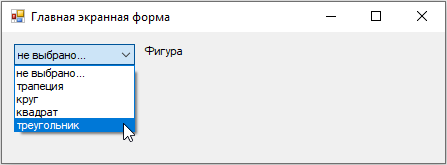 Главная экранная форма
не выбрано... Фигура
не выбрано...
трапеция
круг
квадрат
треугольник